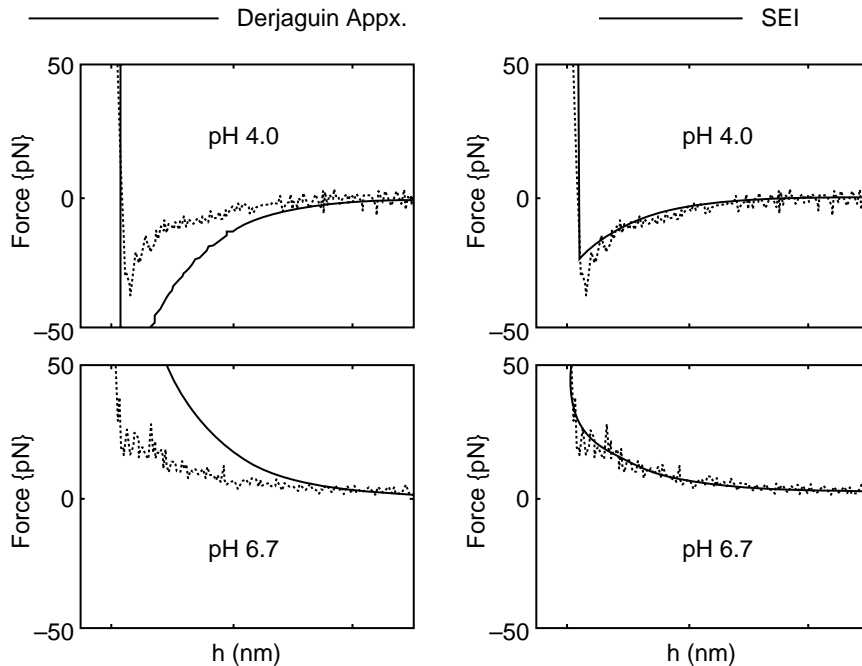 Derjaguin Appx.
SEI
50
0
–50
Force {pN}
pH 4.0
50
0
–50
Force {pN}
pH 4.0
50
0
–50
Force {pN}
pH 6.7
h (nm)
50
0
–50
Force {pN}
pH 6.7
h (nm)